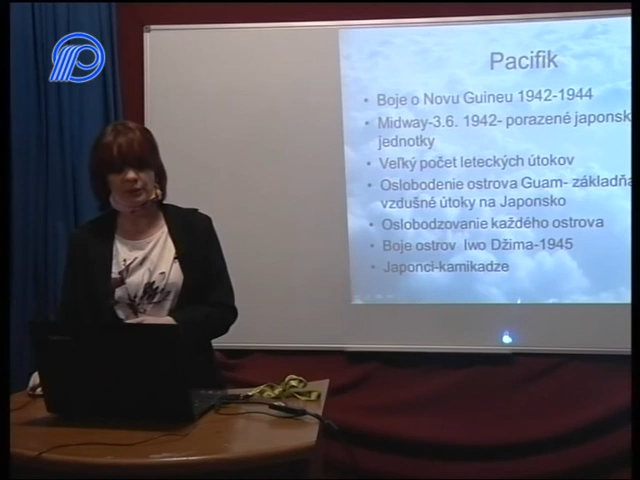 Pacifik
• Boje o Novu Guineu 1942-1944
• Midway-3.6. 1942- porazené japonsk
jednotky
• Veľký počet leteckých útokov
• Oslobodenie ostrova Guam- základňa
vzdušné útoky na Japonsko
• Oslobodzovanie každého ostrova
• Boje ostrov Iwo Džima-1945
• Japonci-kamikadze